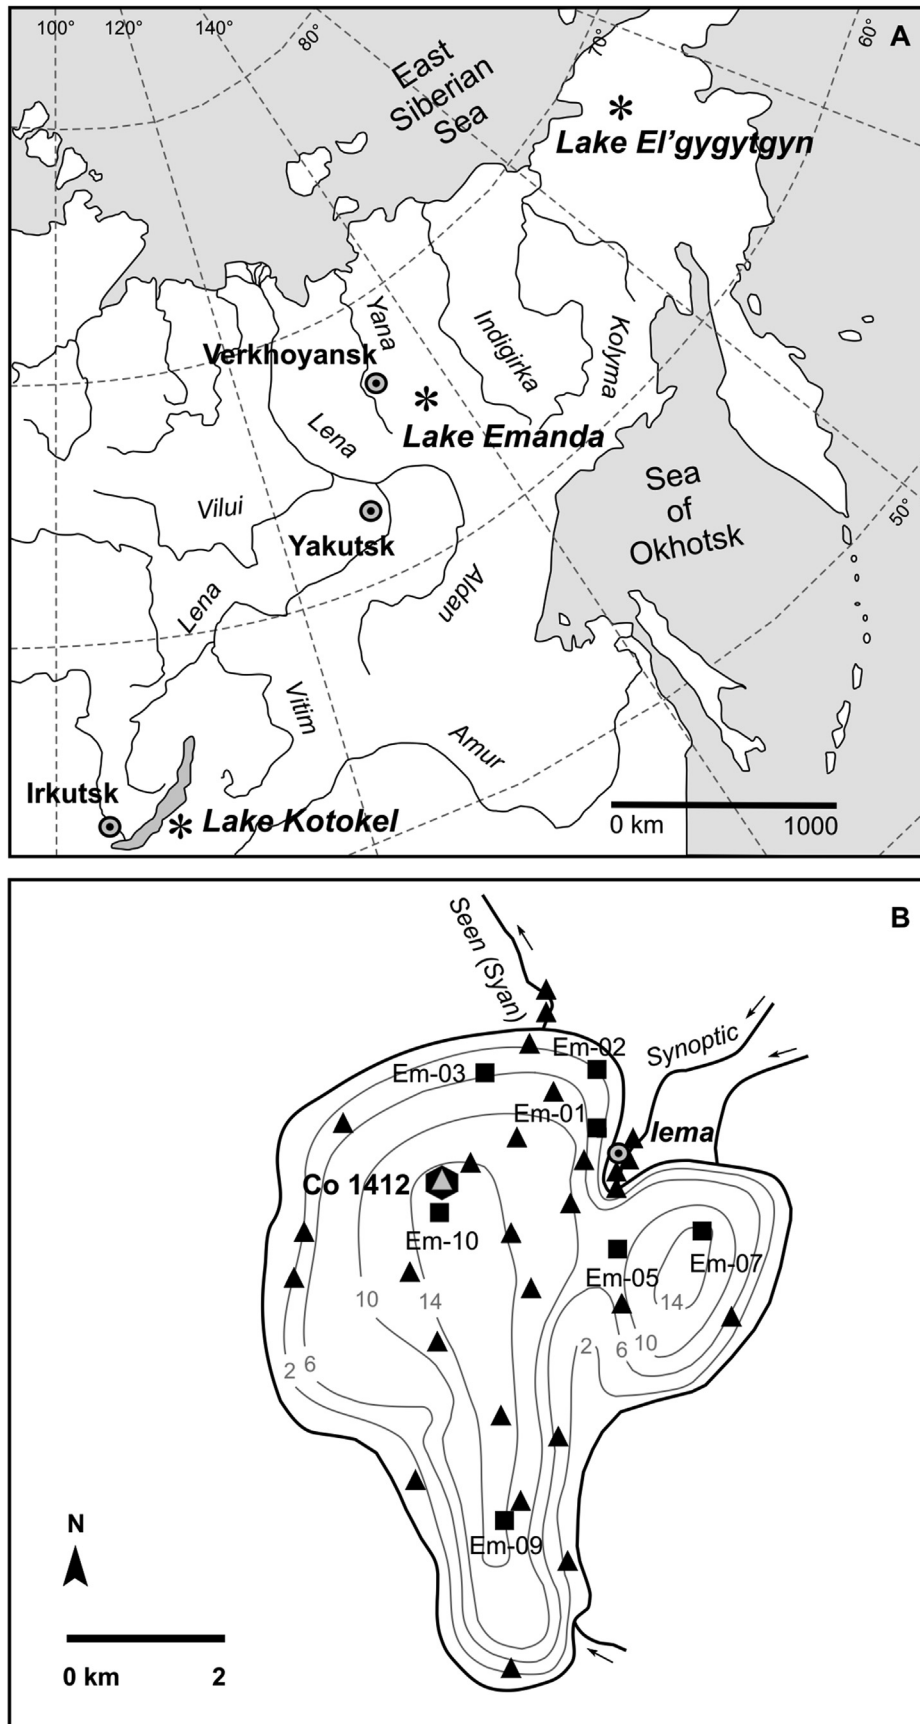 100°
120°
140°
80°
70°
60°
A
East
Siberian
Sea
Lake El’gygytgyn
Yana
Indigirka
Kolyma
Verkhoyansk
Lake Emanda
Lena
Sea
of
Okhotsk
50°
Vilui
Yakutsk
Lena
Aldan
Vitim
Amur
Irkutsk
Lake Kotokel
0 km
1000
B
Seen (Syan)
Synoptic
Em-02
Em-03
Em-01
Iema
Co 1412
Em-10
Em-07
Em-05
10
14
14
2
6
2
6
10
N
Em-09
0 km
2